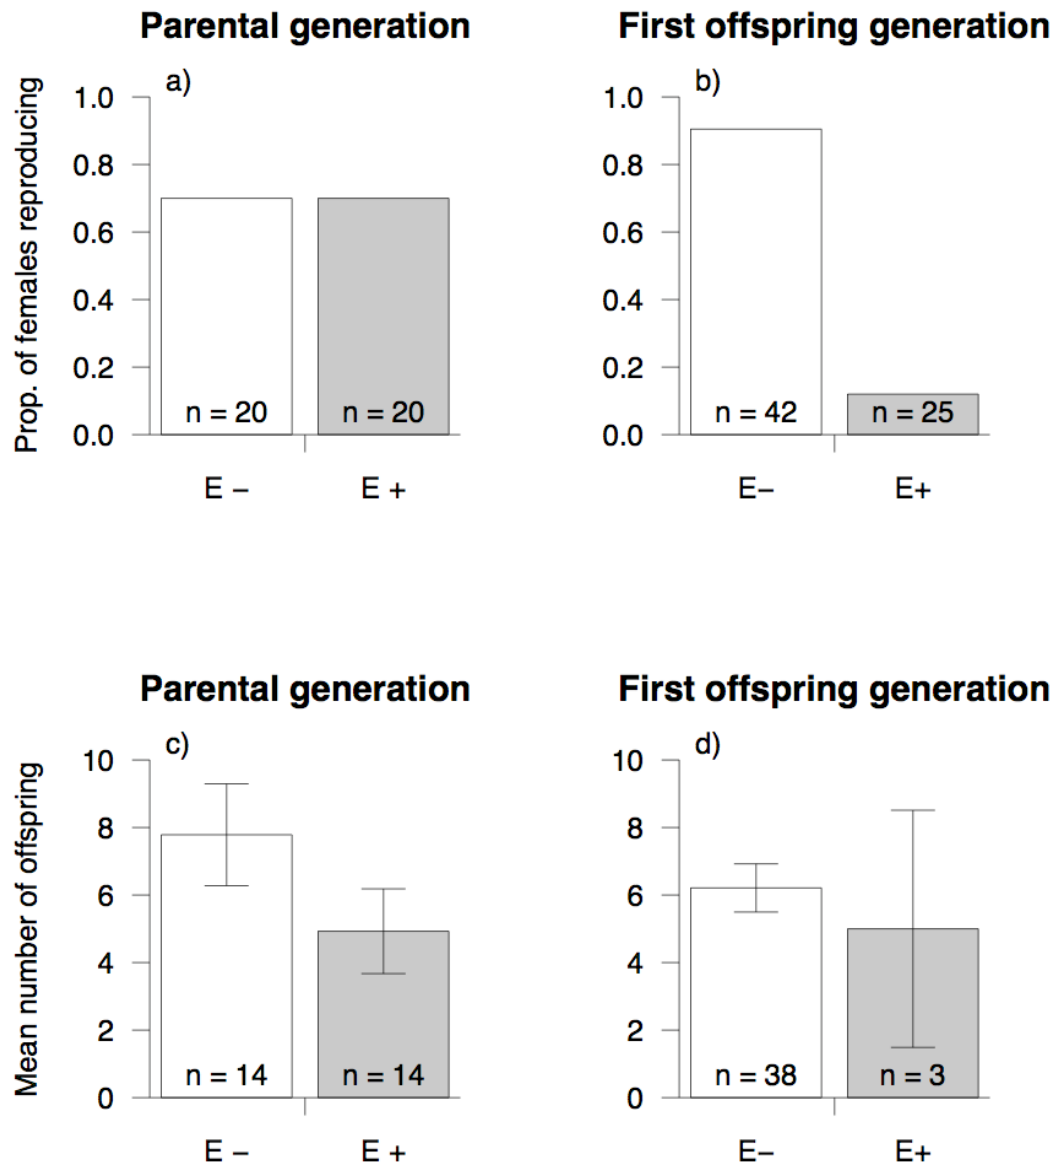 Parental generation
First offspring generation
a)
b)
Prop. of females reproducing
1.0
0.8
0.6
0.4
0.2
0.0
n = 20
n = 20
E –
E +
1.0
0.8
0.6
0.4
0.2
0.0
n = 42
n = 25
E–
E+
Parental generation
First offspring generation
c)
d)
Mean number of offspring
10
8
6
4
2
0
n = 14
n = 14
E –
E +
10
8
6
4
2
0
n = 38
n = 3
E–
E+